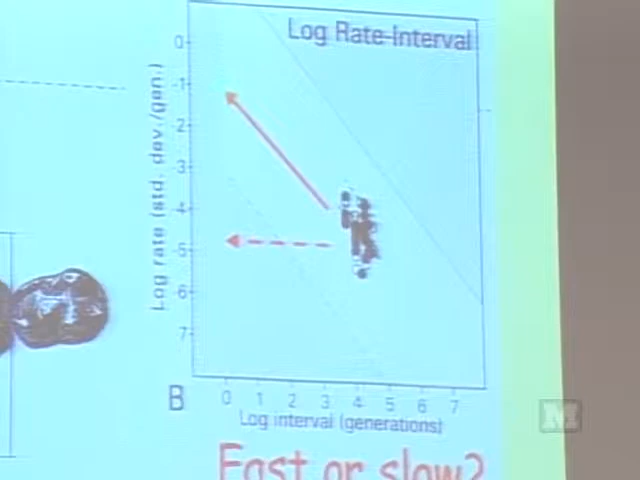 Log Rate-Interval
Log rate (std. dev./gen.)
0
-1
-2
-3
-4
-5
-6
7
0 1 2 3 4 5 6 7
Log interval (generations)
B
Fast or slow?
M